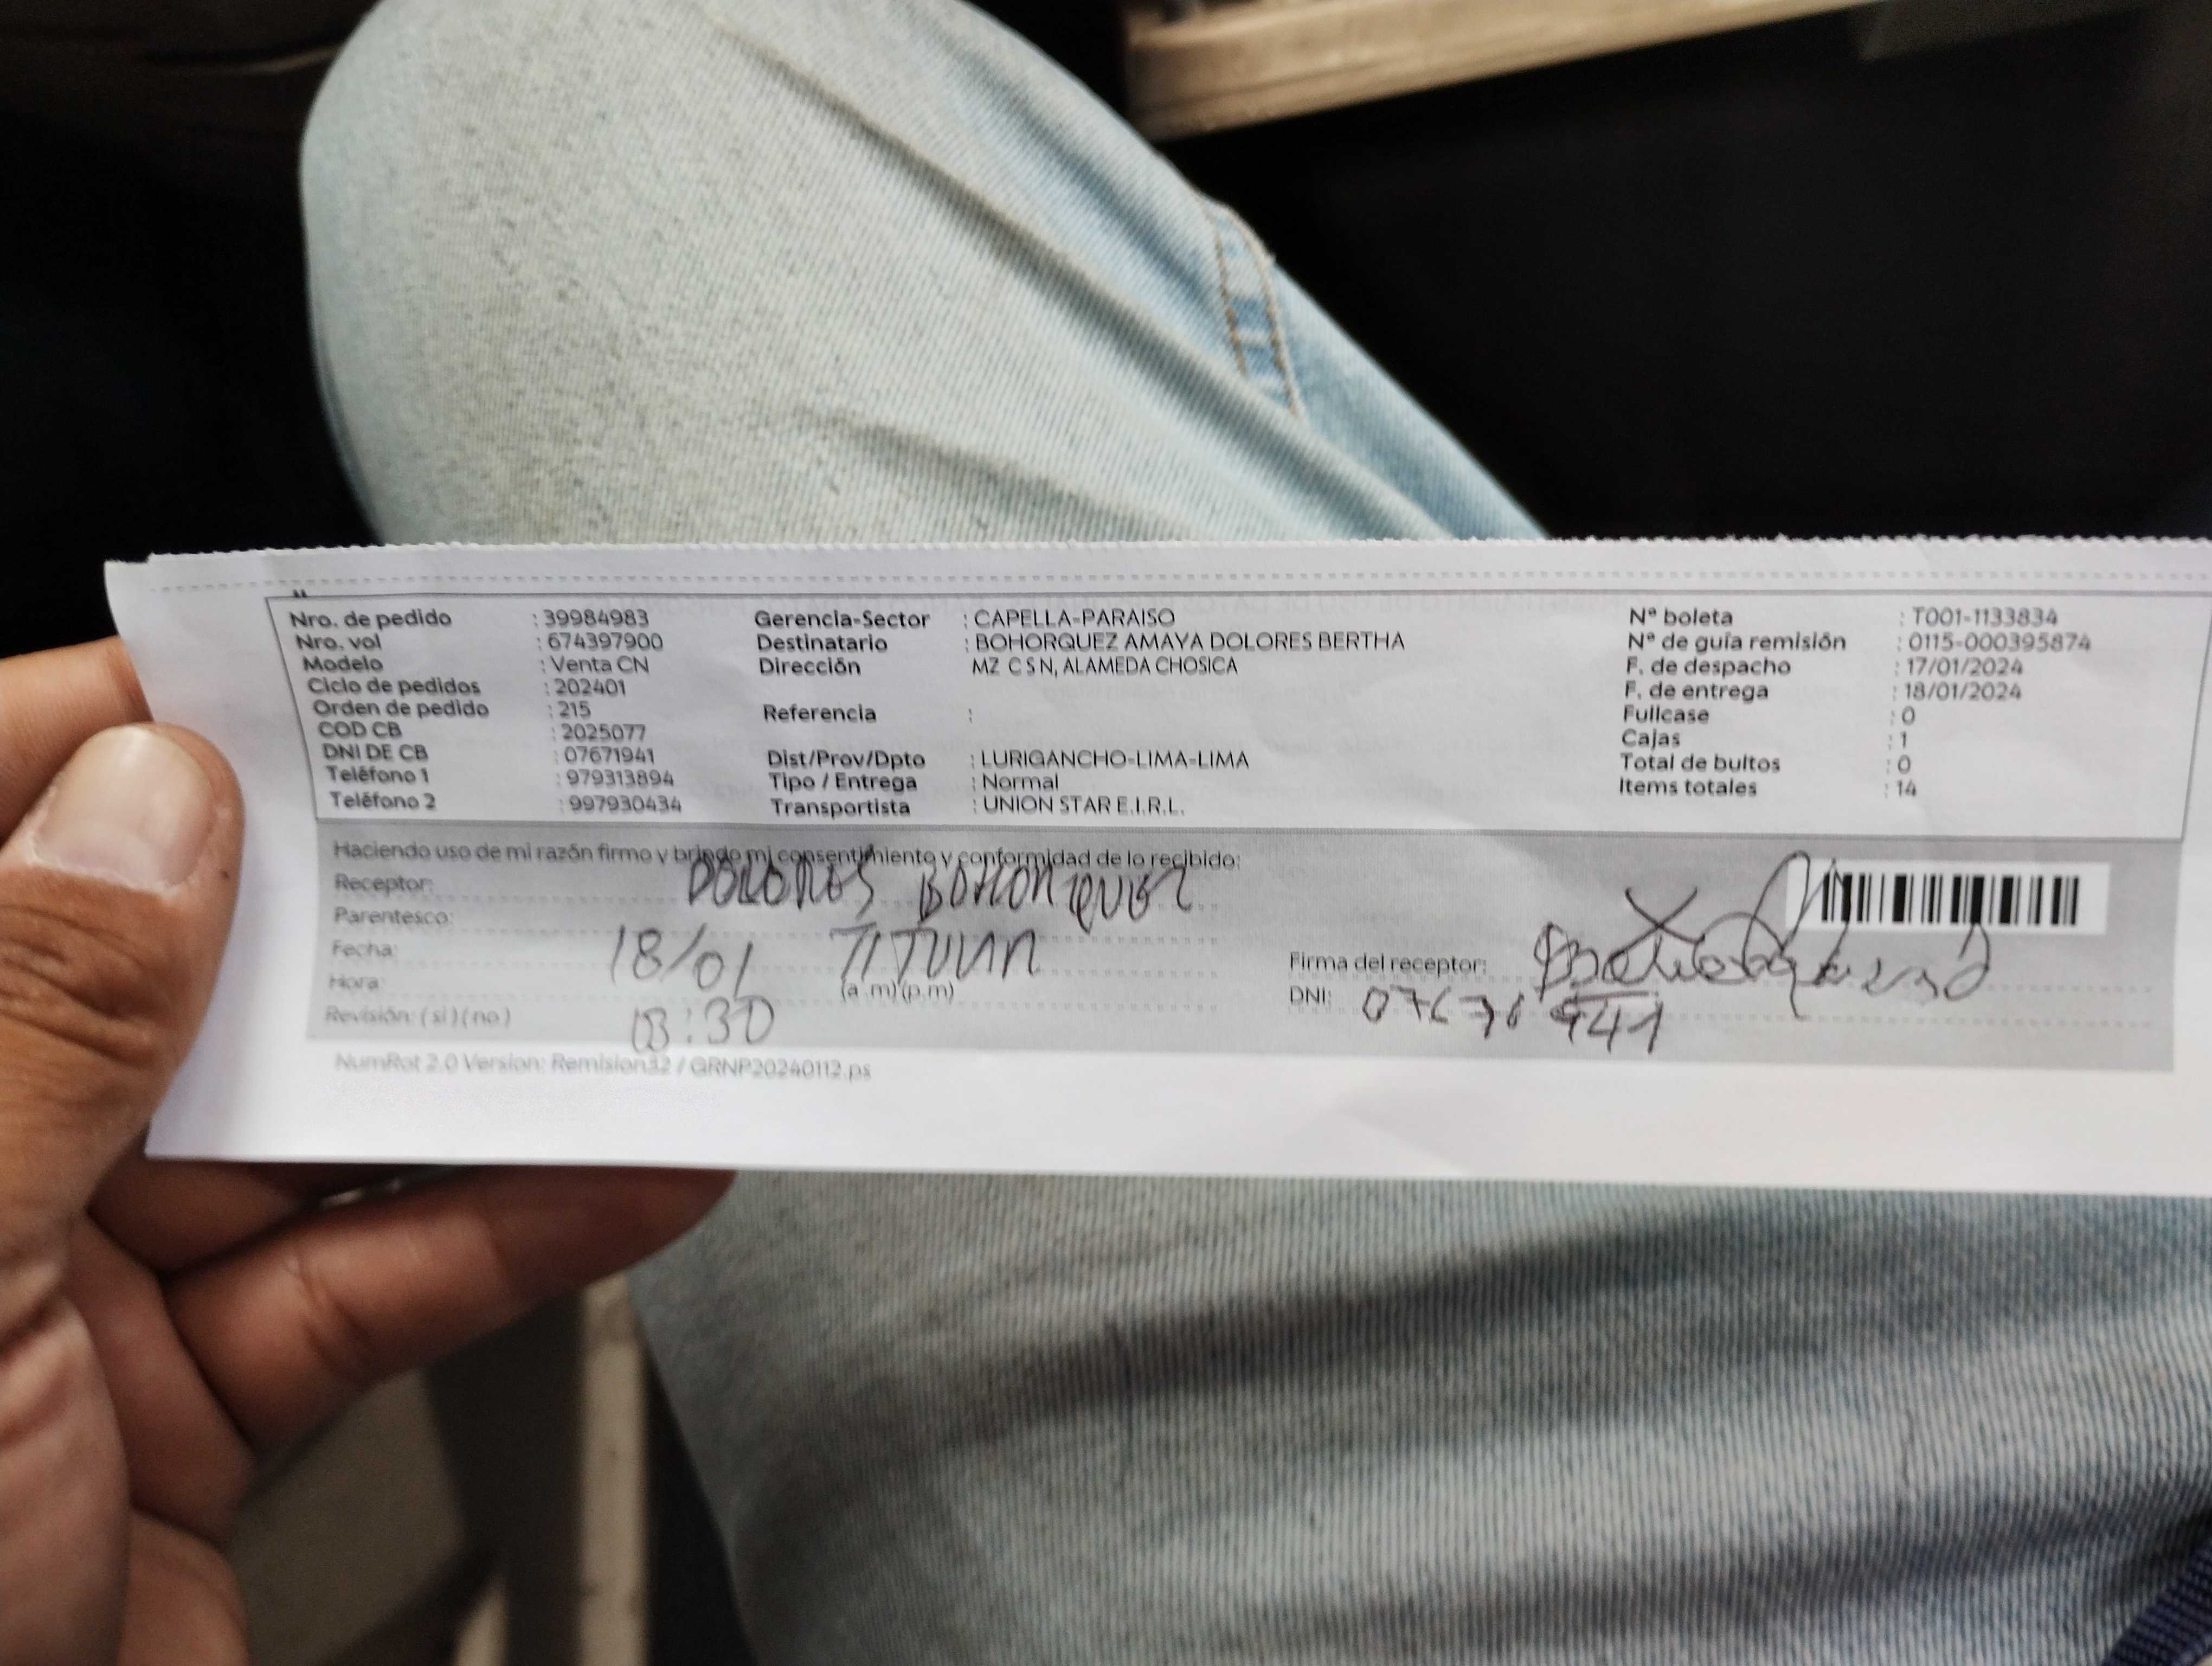 Nro. de pedido : 39984983 Gerencia-Sector : CAPELLA-PARAISO Nª boleta : T001-1133834
Nro. vol : 674397900 Destinatario : BOHORQUEZ AMAYA DOLORES BERTHA Nª de guía remisión : 0115-000395874
Modelo : Venta CN Dirección MZ C S N, ALAMEDA CHOSICA F. de despacho : 17/01/2024
Ciclo de pedidos : 202401 F. de entrega : 18/01/2024
Orden de pedido : 215 Referencia : Fullcase : 0
COD CB : 2025077 Cajas : 1
DNI DE CB : 07671941 Dist/Prov/Dpto : LURIGANCHO-LIMA-LIMA Total de bultos : 0
Teléfono 1 : 979313894 Tipo / Entrega : Normal Items totales : 14
Teléfono 2 : 997930434 Transportista : UNION STAR E.I.R.L.
Haciendo uso de mi razón firmo y brindo mi consentimiento y conformidad de lo recibido:
Receptor: DOLORES BOHORQUEZ
Parentesco: TITULAR
Fecha: 18/01 Firma del receptor:
Hora: (a.m)(p.m) DNI:
Revisión: (si)(no) :30
NumRot 2.0 Version: Remision32 / GRNP20240112.ps